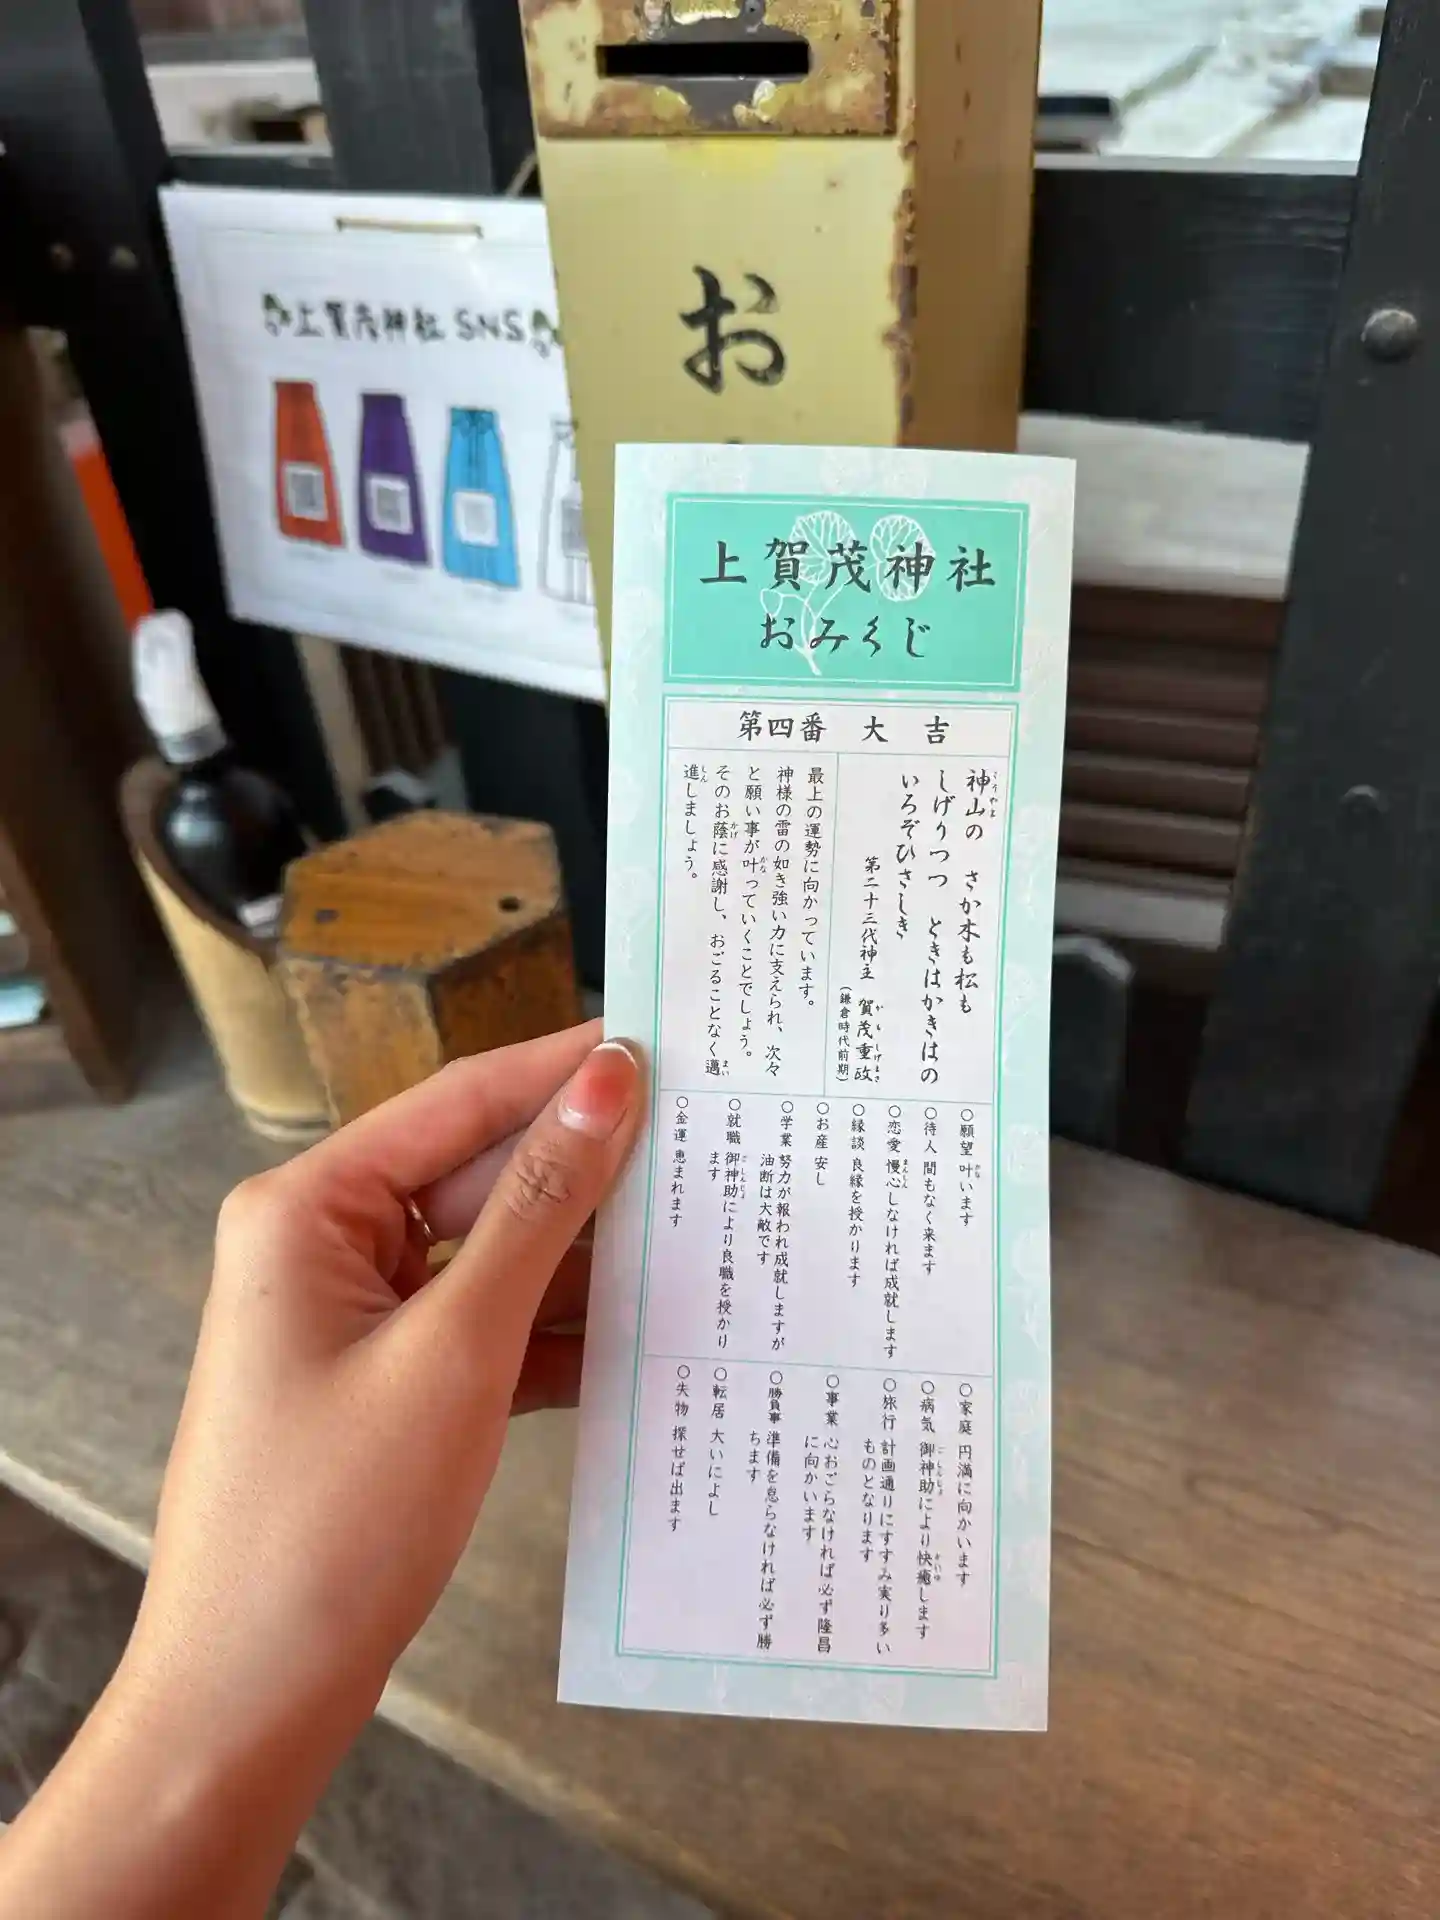 上賀茂神社 SNS
お
上賀茂神社
おみくじ
第四番 大吉
神山の さか木も松も
しげりつつ ときはかきはの
いろぞひさしき
第二十三代神主 賀茂重政
(鎌倉時代前期)
最上の運勢に向かっています。
神様の雷の如き強い力に支えられ、次々
と願い事が叶っていくことでしょう。
そのお蔭に感謝し、おごることなく邁
進しましょう。
○願望 叶います
○待人 間もなく来ます
○恋愛 慢心しなければ成就します
○縁談 良縁を授かります
○お産 安し
○学業 努力が報われ成就しますが
油断は大敵です
○就職 御神助により良職を授かり
ます
○金運 恵まれます
○家庭 円満に向かいます
○病気 御神助により快癒します
○旅行 計画通りにすすみ実り多い
ものとなります
○事業 心おごらなければ必ず隆昌
に向かいます
○勝負事 準備を怠らなければ必ず勝
ちます
○転居 大いによし
○失物 探せば出ます